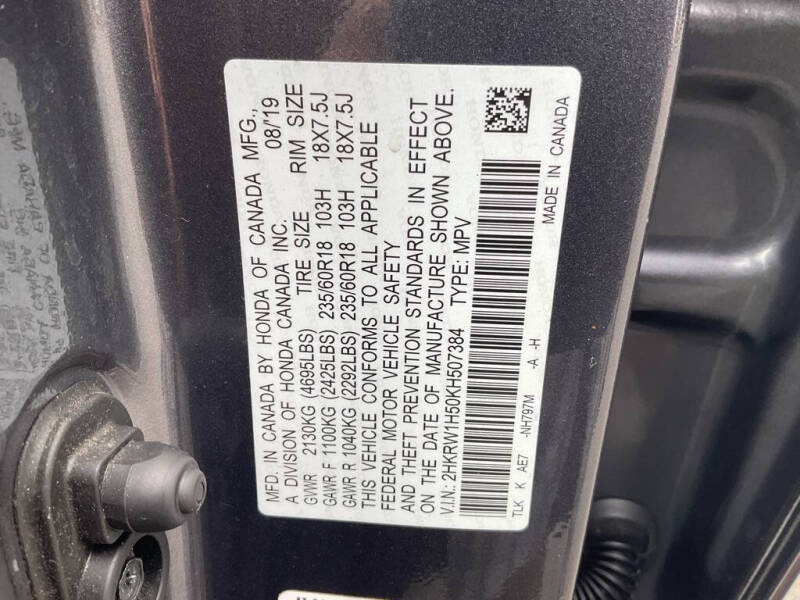 MFD. IN CANADA BY HONDA OF CANADA MFG.,
A DIVISION OF HONDA CANADA INC. 08/'19
GVWR 2130KG (4695LBS) TIRE SIZE RIM SIZE
GAWR F 1100KG (2425LBS) 235/60R18 103H 18X7.5J
GAWR R 1040KG (2292LBS) 235/60R18 103H 18X7.5J
THIS VEHICLE CONFORMS TO ALL APPLICABLE
FEDERAL MOTOR VEHICLE SAFETY
AND THEFT PREVENTION STANDARDS IN EFFECT
ON THE DATE OF MANUFACTURE SHOWN ABOVE.
V.I.N.: 2HKRW1H50KH507384 TYPE: MPV
TLK K AE7 -NH797M -A -H MADE IN CANADA